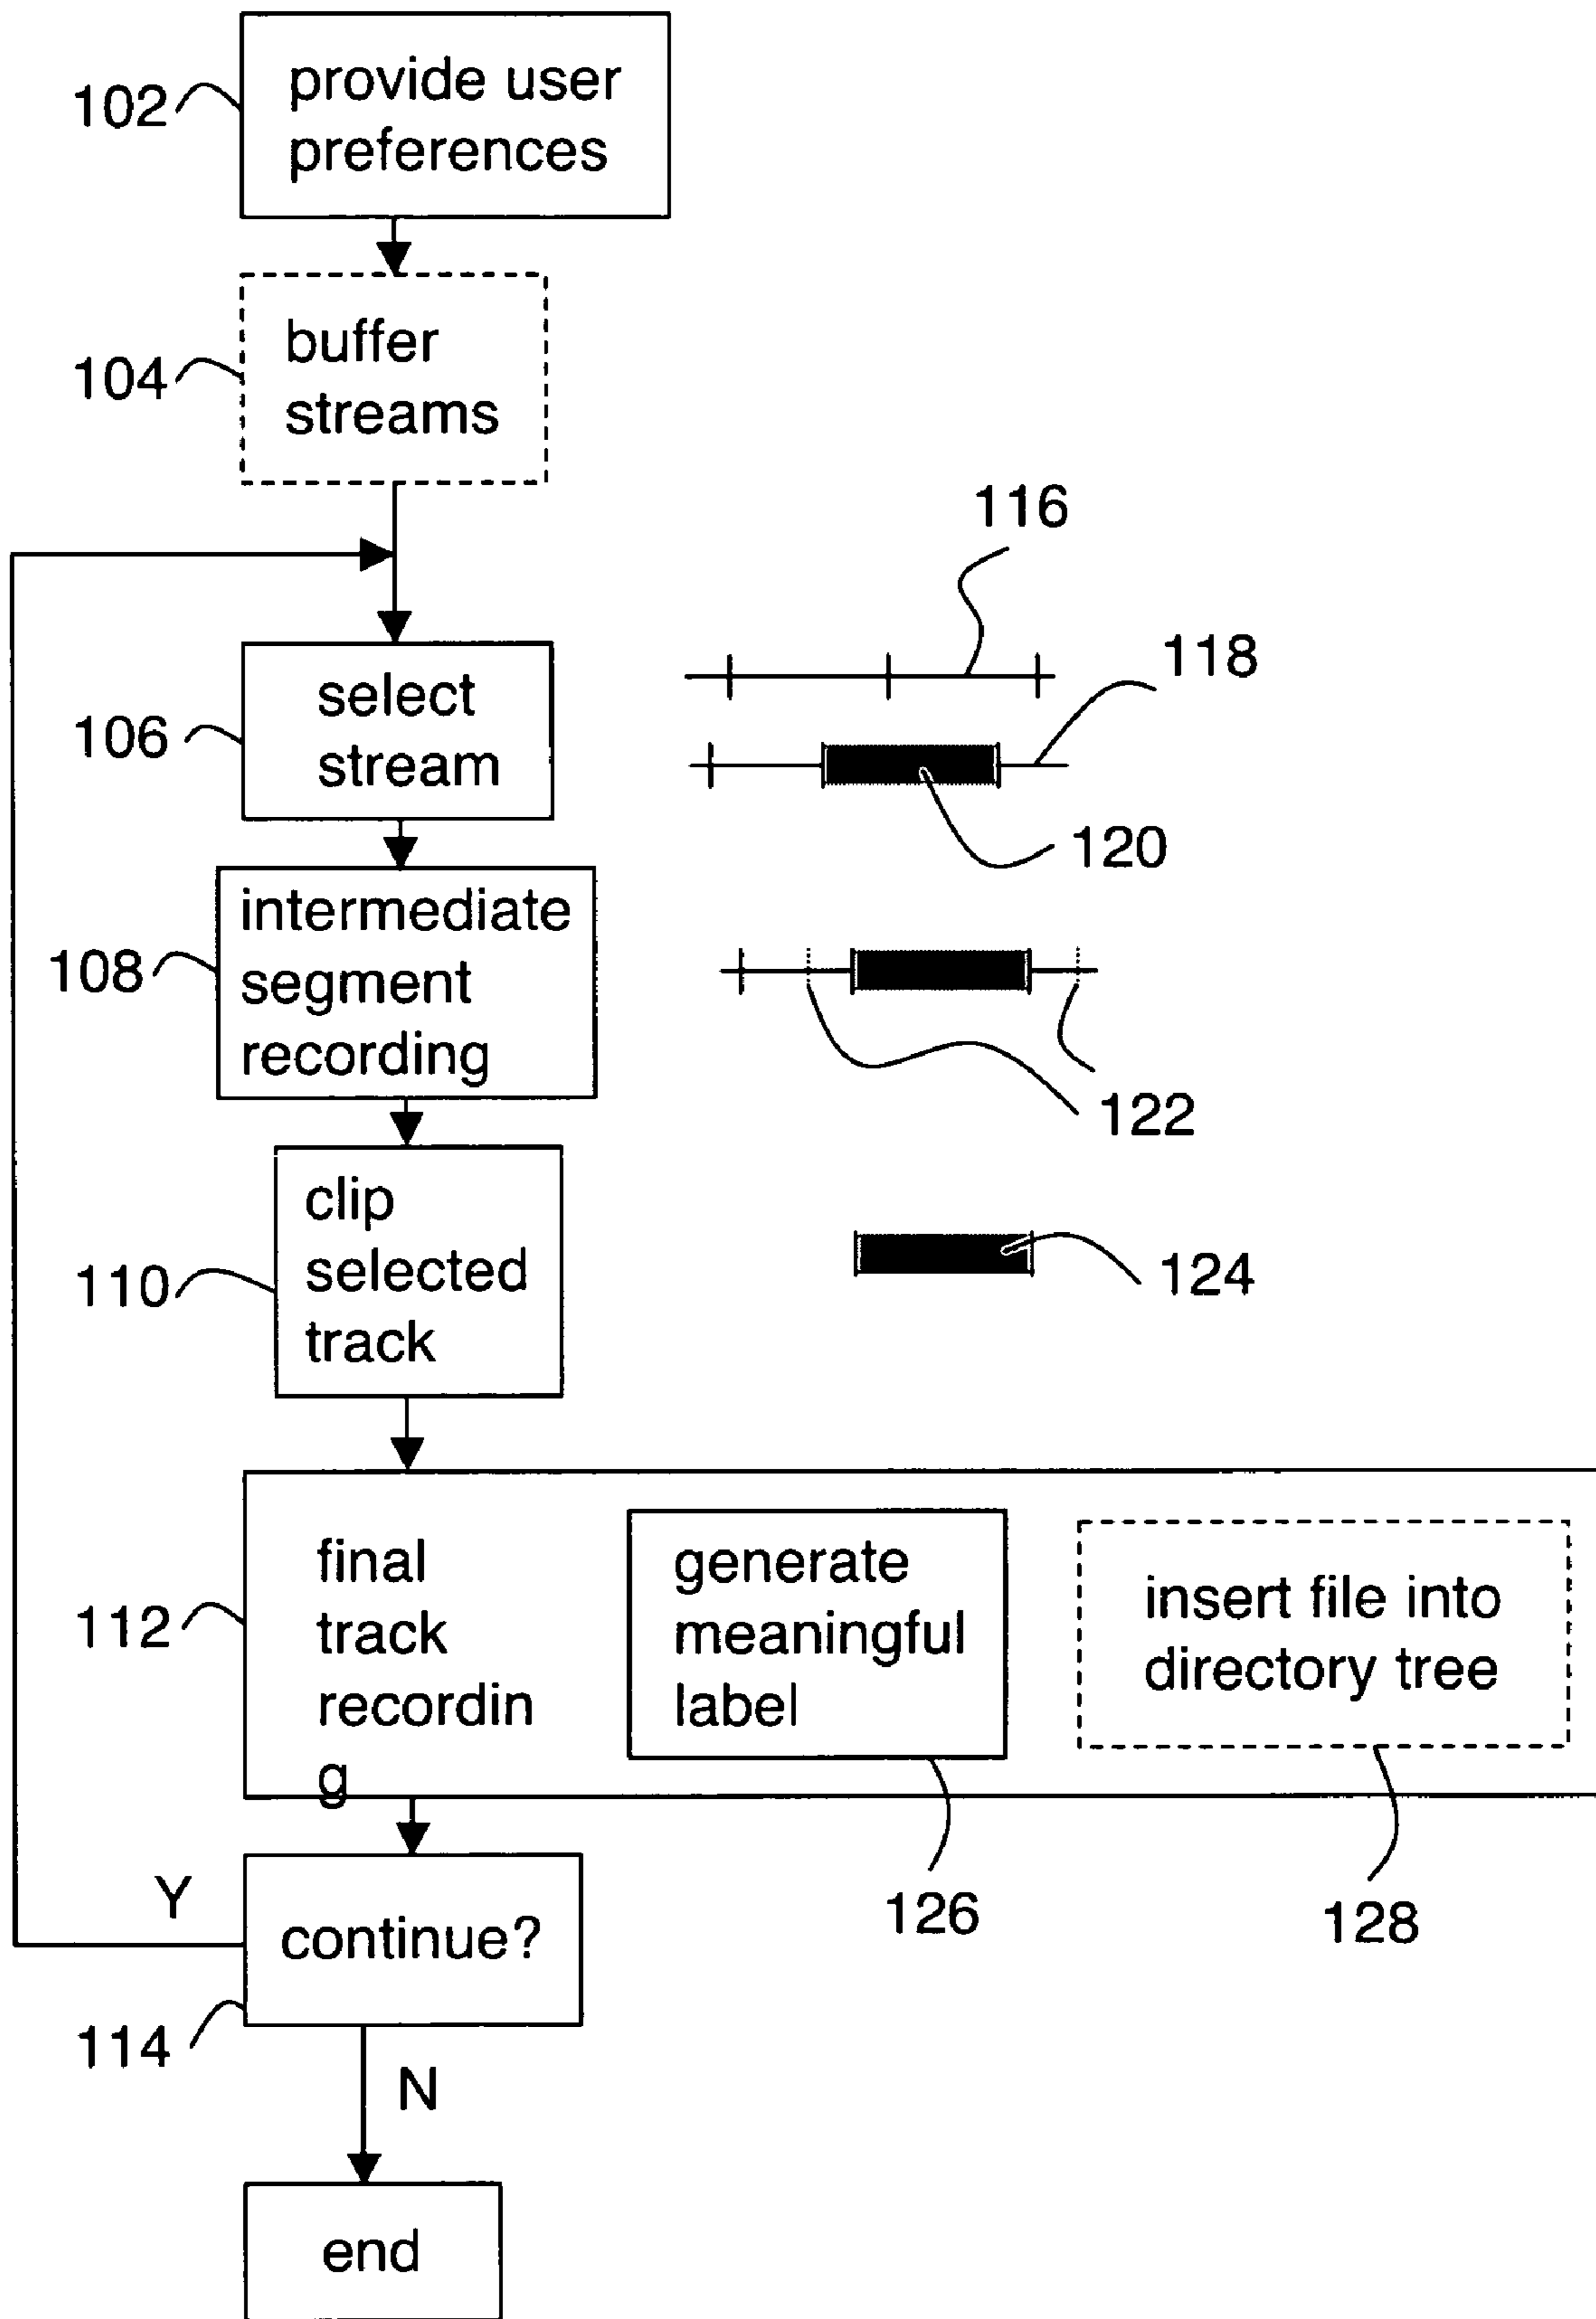 provide user
preferences
102
buffer
streams
104
116
select
stream
106
118
120
intermediate
segment
recording
108
122
clip
selected
track
110
124
final
track
recordin
g
112
generate
meaningful
label
insert file into
directory tree
126
128
Y
continue?
114
N
end